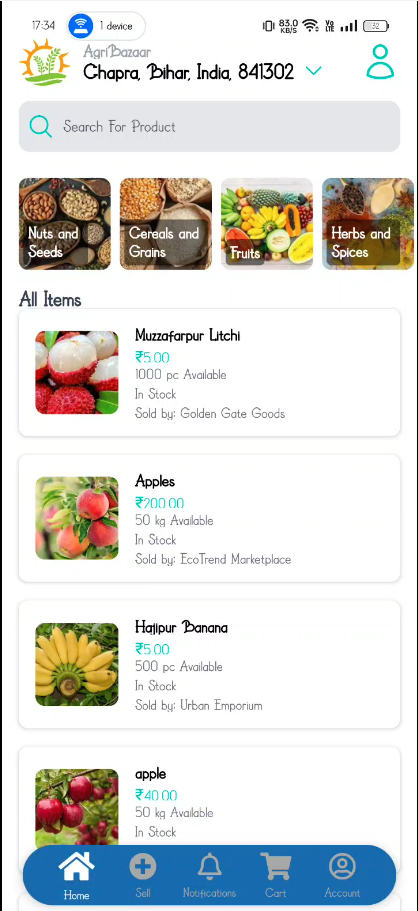 17:34
1 device
83.0
KB/S
Vo
LTE
32
AgriBazaar
Chapra, Bihar, India, 841302
Search For Product
Nuts and
Seeds
Cereals and
Grains
Fruits
Herbs and
Spices
All Items
Muzzafarpur Litchi
₹5.00
1000 pc Available
In Stock
Sold by: Golden Gate Goods
Apples
₹200.00
50 kg Available
In Stock
Sold by: EcoTrend Marketplace
Hajipur Banana
₹5.00
500 pc Available
In Stock
Sold by: Urban Emporium
apple
₹40.00
50 kg Available
In Stock
Home
Sell
Notifications
Cart
Account